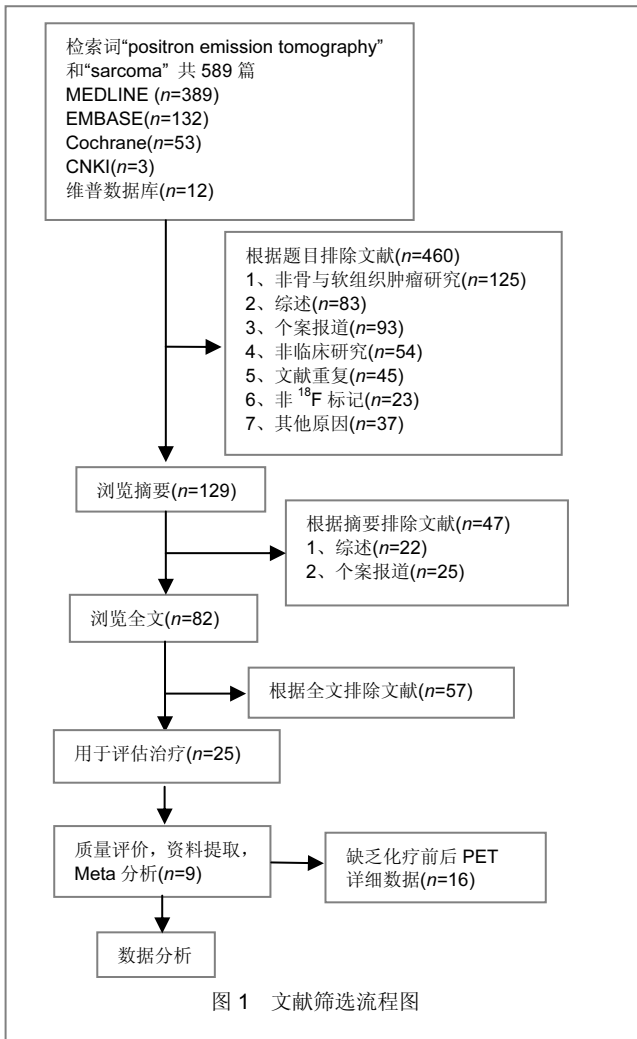 检索词“positron emission tomography”
和“sarcoma” 共 589 篇
MEDLINE (n=389)
EMBASE(n=132)
Cochrane(n=53)
CNKI(n=3)
维普数据库(n=12)
根据题目排除文献(n=460)
1、非骨与软组织肿瘤研究(n=125)
2、综述(n=83)
3、个案报道(n=93)
4、非临床研究(n=54)
5、文献重复(n=45)
6、非 ¹⁸F 标记(n=23)
7、其他原因(n=37)
浏览摘要(n=129)
根据摘要排除文献(n=47)
1、综述(n=22)
2、个案报道(n=25)
浏览全文(n=82)
根据全文排除文献(n=57)
用于评估治疗(n=25)
质量评价，资料提取，
Meta 分析(n=9)
缺乏化疗前后 PET
详细数据(n=16)
数据分析
图 1 文献筛选流程图